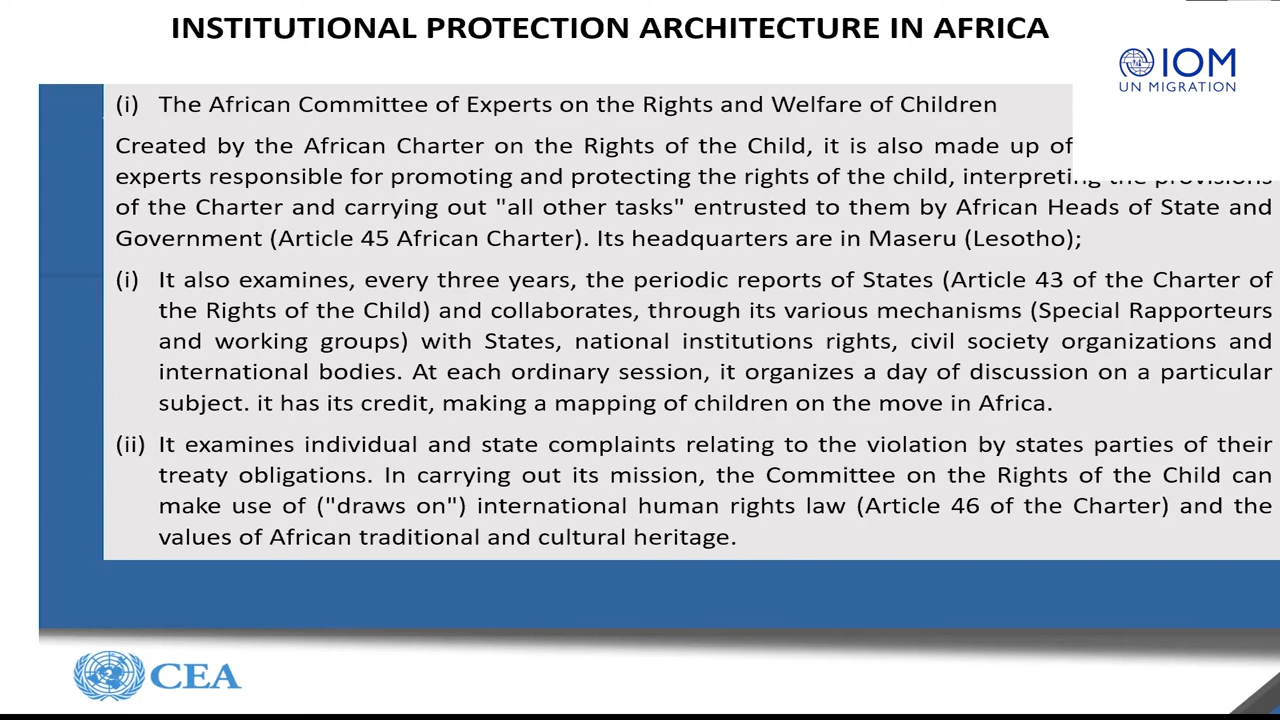 INSTITUTIONAL PROTECTION ARCHITECTURE IN AFRICA
IOM
UN MIGRATION
(i) The African Committee of Experts on the Rights and Welfare of Children
Created by the African Charter on the Rights of the Child, it is also made up of
experts responsible for promoting and protecting the rights of the child, interpreting the provisions
of the Charter and carrying out "all other tasks" entrusted to them by African Heads of State and
Government (Article 45 African Charter). Its headquarters are in Maseru (Lesotho);
(i) It also examines, every three years, the periodic reports of States (Article 43 of the Charter of
the Rights of the Child) and collaborates, through its various mechanisms (Special Rapporteurs
and working groups) with States, national institutions rights, civil society organizations and
international bodies. At each ordinary session, it organizes a day of discussion on a particular
subject. it has its credit, making a mapping of children on the move in Africa.
(ii) It examines individual and state complaints relating to the violation by states parties of their
treaty obligations. In carrying out its mission, the Committee on the Rights of the Child can
make use of ("draws on") international human rights law (Article 46 of the Charter) and the
values of African traditional and cultural heritage.
CEA